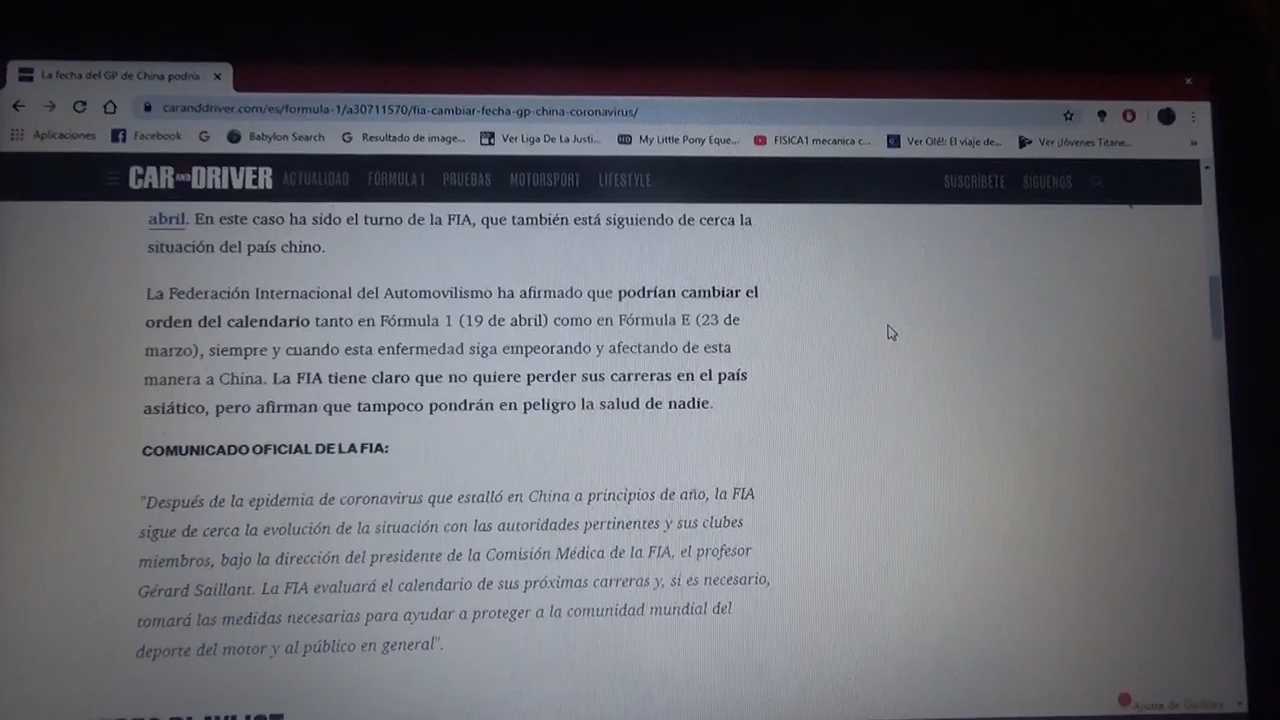 La fecha del GP de China podría
caranddriver.com/es/formula-1/a30711570/fia-cambiar-fecha-gp-china-coronavirus/
Aplicaciones Facebook Babylon Search Resultado de image... Ver Liga De La Justi... My Little Pony Eque... FISICA1 mecanica c... Ver Olé!: El viaje de... Ver ¡Jóvenes Titane... »
CAR AND DRIVER ACTUALIDAD FÓRMULA 1 PRUEBAS MOTORSPORT LIFESTYLE SUSCRÍBETE SÍGUENOS
abril. En este caso ha sido el turno de la FIA, que también está siguiendo de cerca la
situación del país chino.
La Federación Internacional del Automovilismo ha afirmado que podrían cambiar el
orden del calendario tanto en Fórmula 1 (19 de abril) como en Fórmula E (23 de
marzo), siempre y cuando esta enfermedad siga empeorando y afectando de esta
manera a China. La FIA tiene claro que no quiere perder sus carreras en el país
asiático, pero afirman que tampoco pondrán en peligro la salud de nadie.
COMUNICADO OFICIAL DE LA FIA:
"Después de la epidemia de coronavirus que estalló en China a principios de año, la FIA
sigue de cerca la evolución de la situación con las autoridades pertinentes y sus clubes
miembros, bajo la dirección del presidente de la Comisión Médica de la FIA, el profesor
Gérard Saillant. La FIA evaluará el calendario de sus próximas carreras y, si es necesario,
tomará las medidas necesarias para ayudar a proteger a la comunidad mundial del
deporte del motor y al público en general".
Ajuste de Cookies